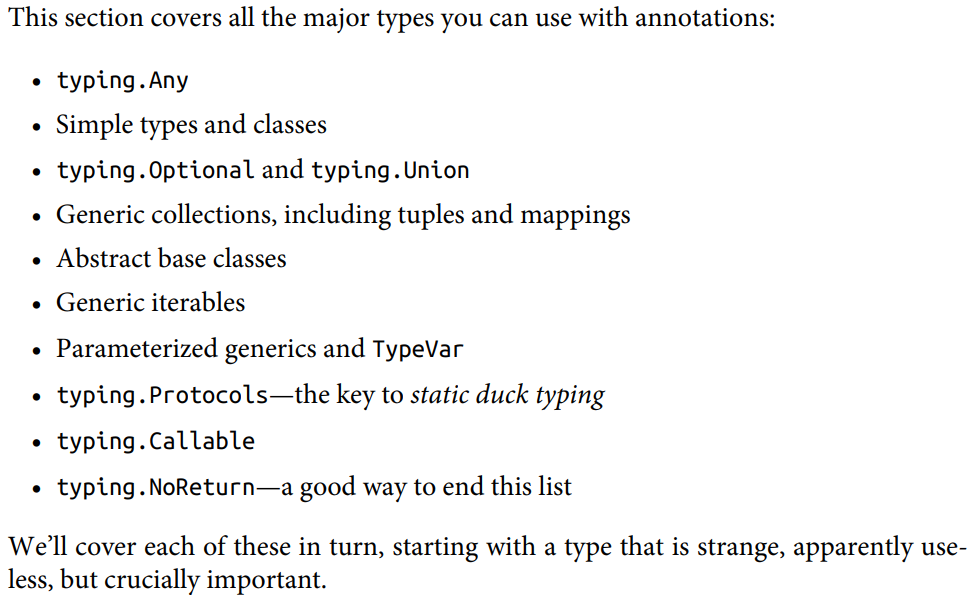 This section covers all the major types you can use with annotations:
• typing.Any
• Simple types and classes
• typing.Optional and typing.Union
• Generic collections, including tuples and mappings
• Abstract base classes
• Generic iterables
• Parameterized generics and TypeVar
• typing.Protocols—the key to static duck typing
• typing.Callable
• typing.NoReturn—a good way to end this list
We’ll cover each of these in turn, starting with a type that is strange, apparently use-
less, but crucially important.